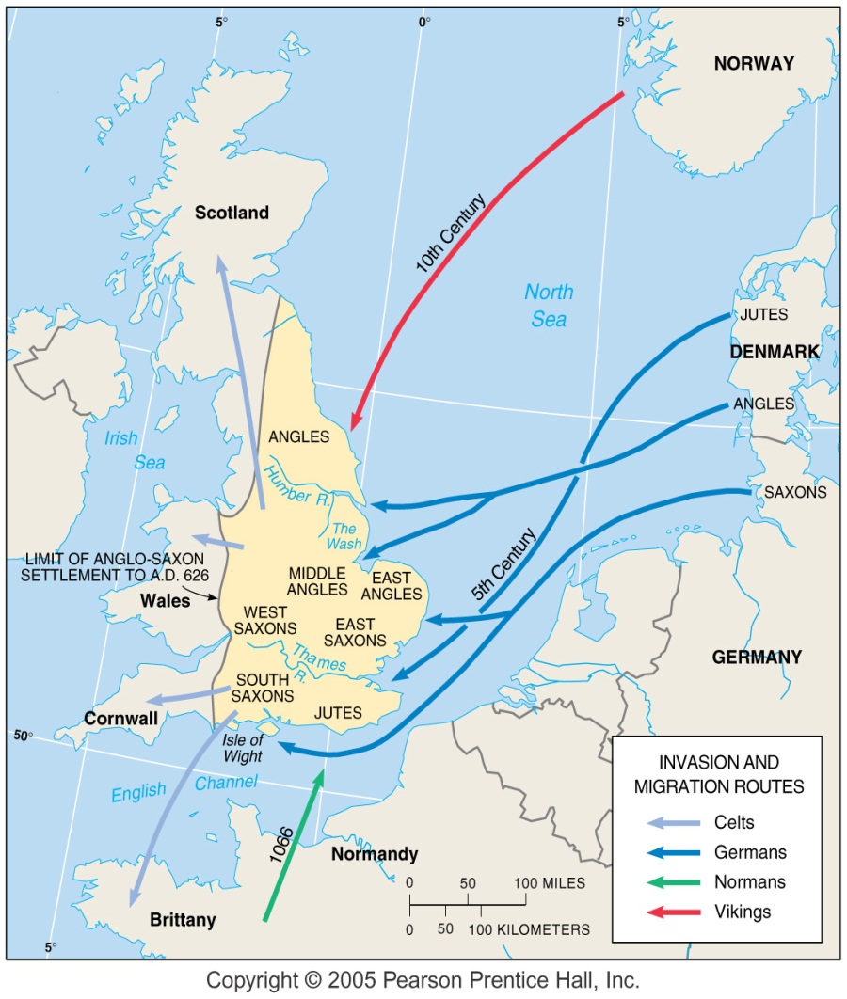 5°
0°
5°
NORWAY
Scotland
10th Century
North
Sea
JUTES
DENMARK
ANGLES
ANGLES
Irish
Sea
Humber R.
SAXONS
The
Wash
5th Century
LIMIT OF ANGLO-SAXON
SETTLEMENT TO A.D. 626
MIDDLE
ANGLES
EAST
ANGLES
Wales
WEST
SAXONS
EAST
SAXONS
GERMANY
Thames
R.
SOUTH
SAXONS
JUTES
Cornwall
50°
Isle of
Wight
English Channel
INVASION AND
MIGRATION ROUTES
Celts
Germans
Normans
Vikings
1066
Normandy
0 50 100 MILES
0 50 100 KILOMETERS
Brittany
5°
Copyright © 2005 Pearson Prentice Hall, Inc.